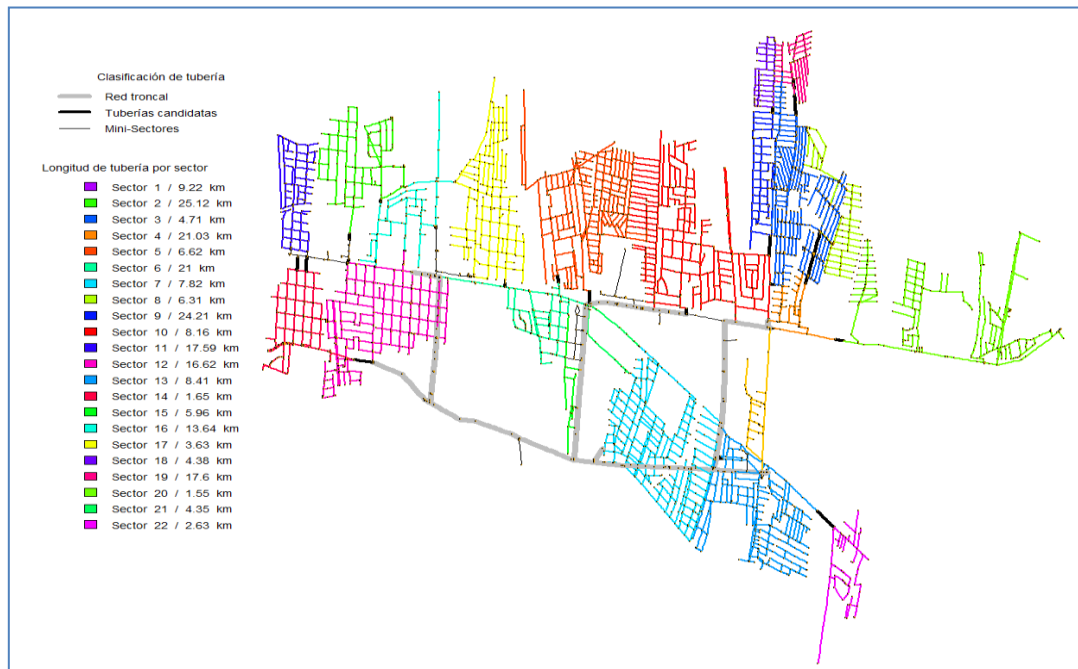 Clasificación de tubería
Red troncal
Tuberías candidatas
Mini-Sectores
Longitud de tubería por sector
Sector 1 / 9.22 km
Sector 2 / 25.12 km
Sector 3 / 4.71 km
Sector 4 / 21.03 km
Sector 5 / 6.62 km
Sector 6 / 21 km
Sector 7 / 7.82 km
Sector 8 / 6.31 km
Sector 9 / 24.21 km
Sector 10 / 8.16 km
Sector 11 / 17.59 km
Sector 12 / 16.62 km
Sector 13 / 8.41 km
Sector 14 / 1.65 km
Sector 15 / 5.96 km
Sector 16 / 13.64 km
Sector 17 / 3.63 km
Sector 18 / 4.38 km
Sector 19 / 17.6 km
Sector 20 / 1.55 km
Sector 21 / 4.35 km
Sector 22 / 2.63 km